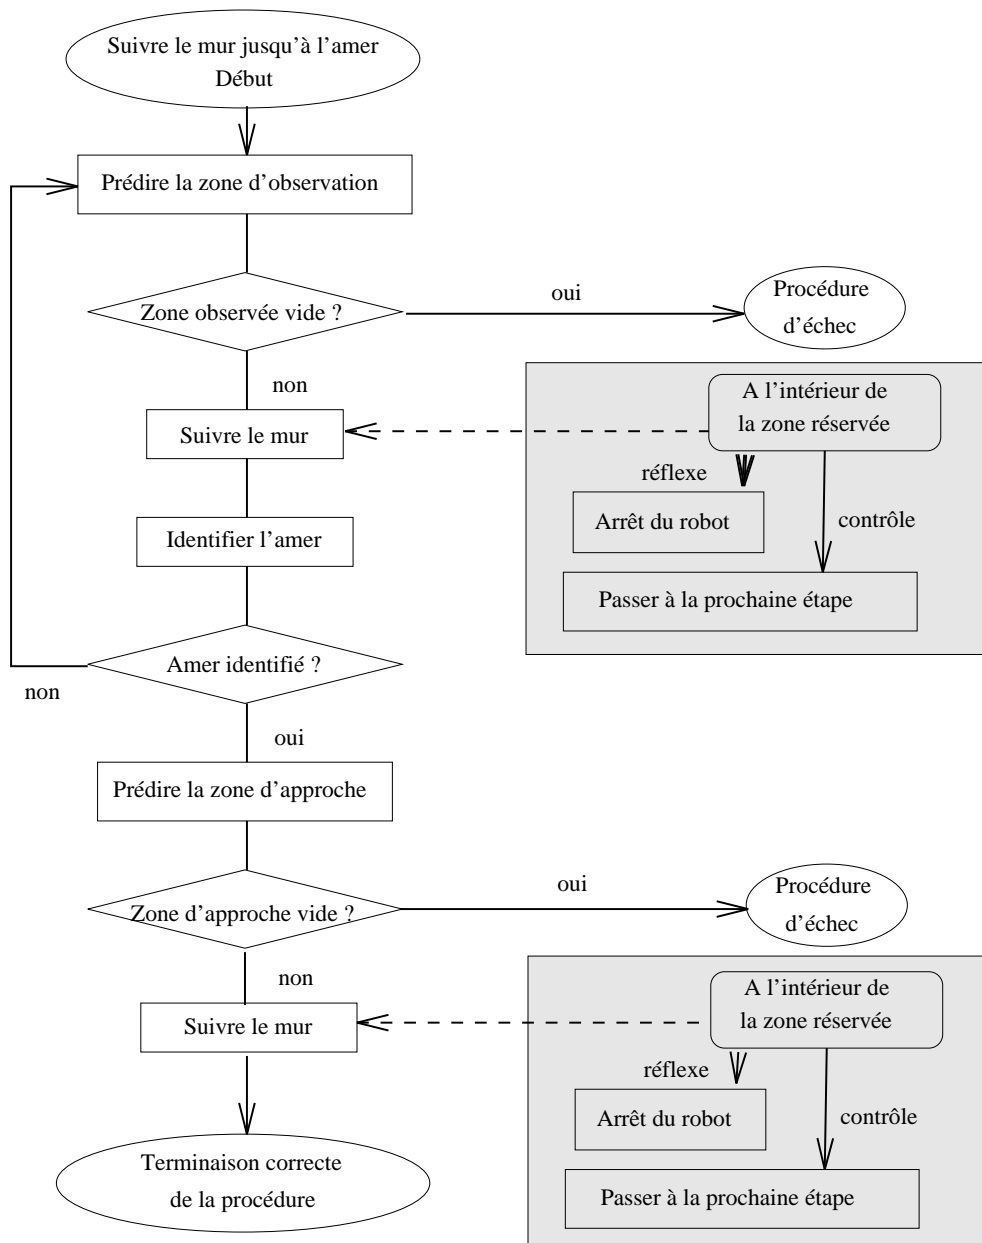 Suivre le mur jusqu'à l'amer
Début
Prédire la zone d'observation
Zone observée vide ?
oui
Procédure
d'échec
non
Suivre le mur
A l'intérieur de
la zone réservée
réflexe
Arrêt du robot
contrôle
Passer à la prochaine étape
Identifier l'amer
Amer identifié ?
non
oui
Prédire la zone d'approche
Zone d'approche vide ?
oui
Procédure
d'échec
non
Suivre le mur
A l'intérieur de
la zone réservée
réflexe
Arrêt du robot
contrôle
Passer à la prochaine étape
Terminaison correcte
de la procédure